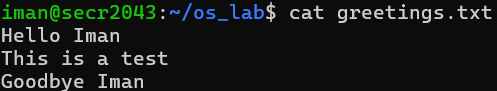 iman@secr2043:~/os_lab$ cat greetings.txt
Hello Iman
This is a test
Goodbye Iman